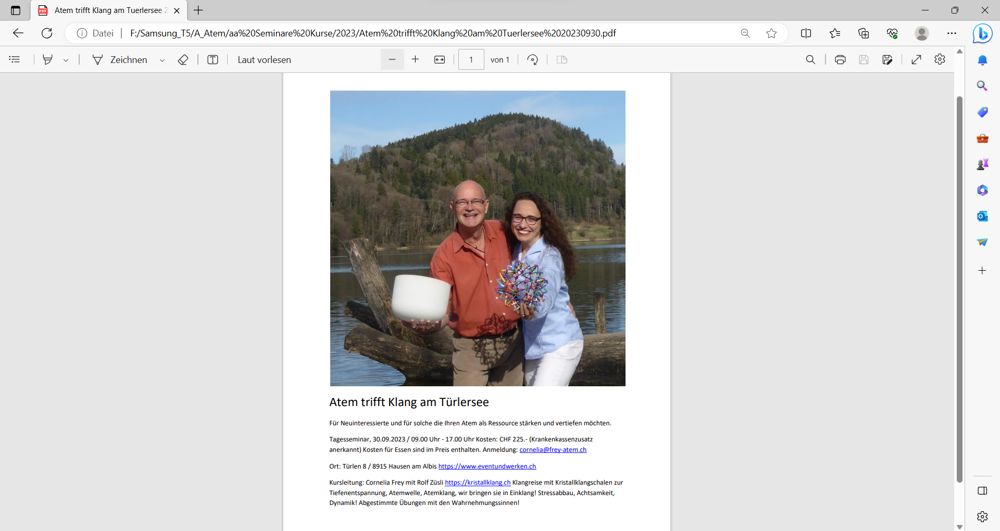 Atem trifft Klang am Tuerlersee 2
Datei
F:/Samsung_T5/A_Atem/aa%20Seminare%20Kurse/2023/Atem%20trifft%20Klang%20am%20Tuerlersee%2020230930.pdf
Zeichnen
Laut vorlesen
1 von 1
Atem trifft Klang am Türlersee
Für Neuinteressierte und für solche die Ihren Atem als Ressource stärken und vertiefen möchten.
Tagesseminar, 30.09.2023 / 09.00 Uhr - 17.00 Uhr Kosten: CHF 225.- (Krankenkassenzusatz
anerkannt) Kosten für Essen sind im Preis enthalten. Anmeldung: cornelia@frey-atem.ch
Ort: Türlen 8 / 8915 Hausen am Albis https://www.eventundwerken.ch
Kursleitung: Cornelia Frey mit Rolf Züsli https://kristallklang.ch Klangreise mit Kristallklangschalen zur
Tiefenentspannung, Atemwelle, Atemklang, wir bringen sie in Einklang! Stressabbau, Achtsamkeit,
Dynamik! Abgestimmte Übungen mit den Wahrnehmungssinnen!